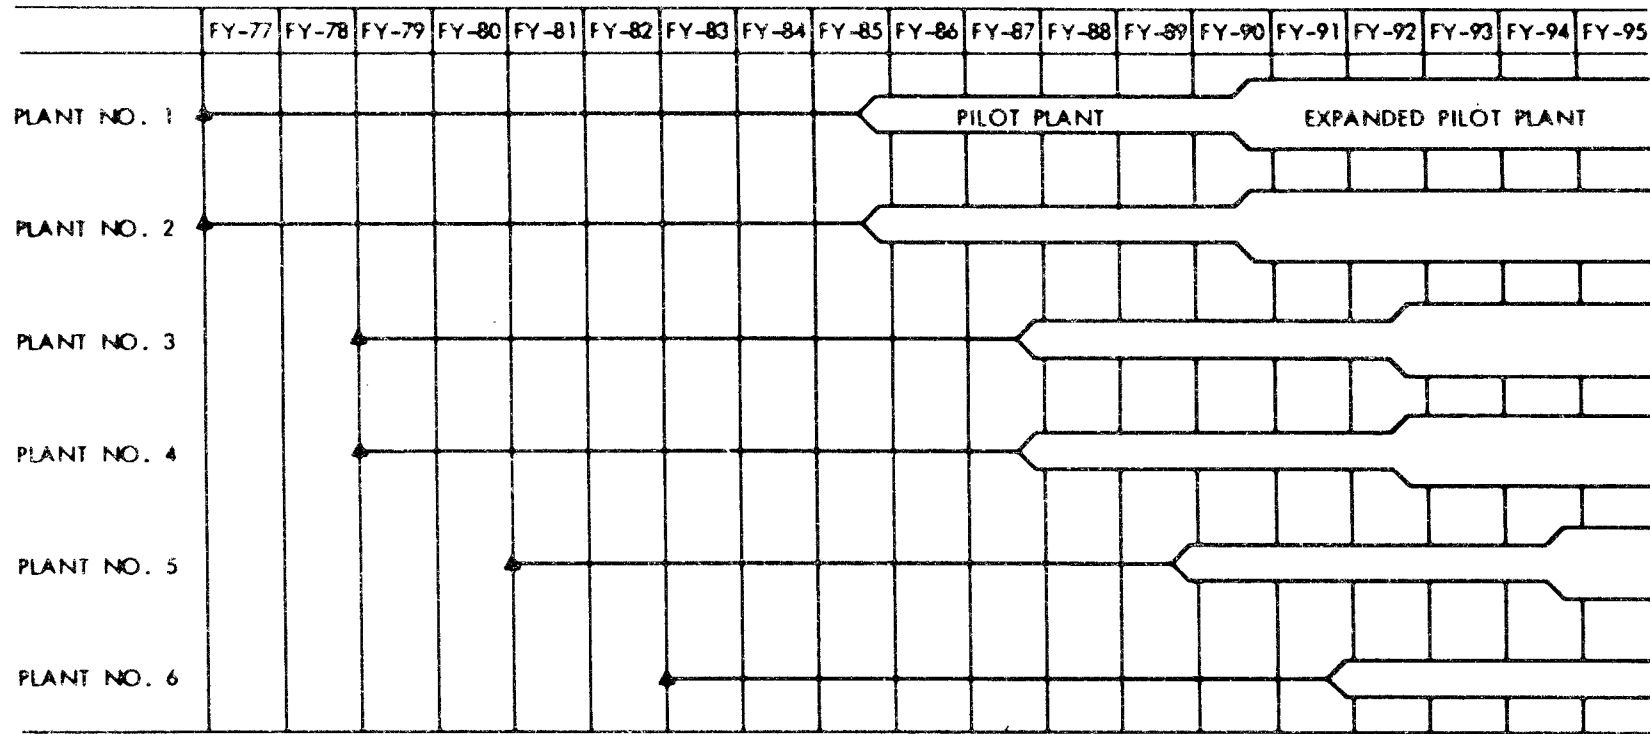 FY-77 FY-78 FY-79 FY-80 FY-81 FY-82 FY-83 FY-84 FY-85 FY-86 FY-87 FY-88 FY-89 FY-90 FY-91 FY-92 FY-93 FY-94 FY-95
PLANT NO. 1 PILOT PLANT EXPANDED PILOT PLANT
PLANT NO. 2
PLANT NO. 3
PLANT NO. 4
PLANT NO. 5
PLANT NO. 6